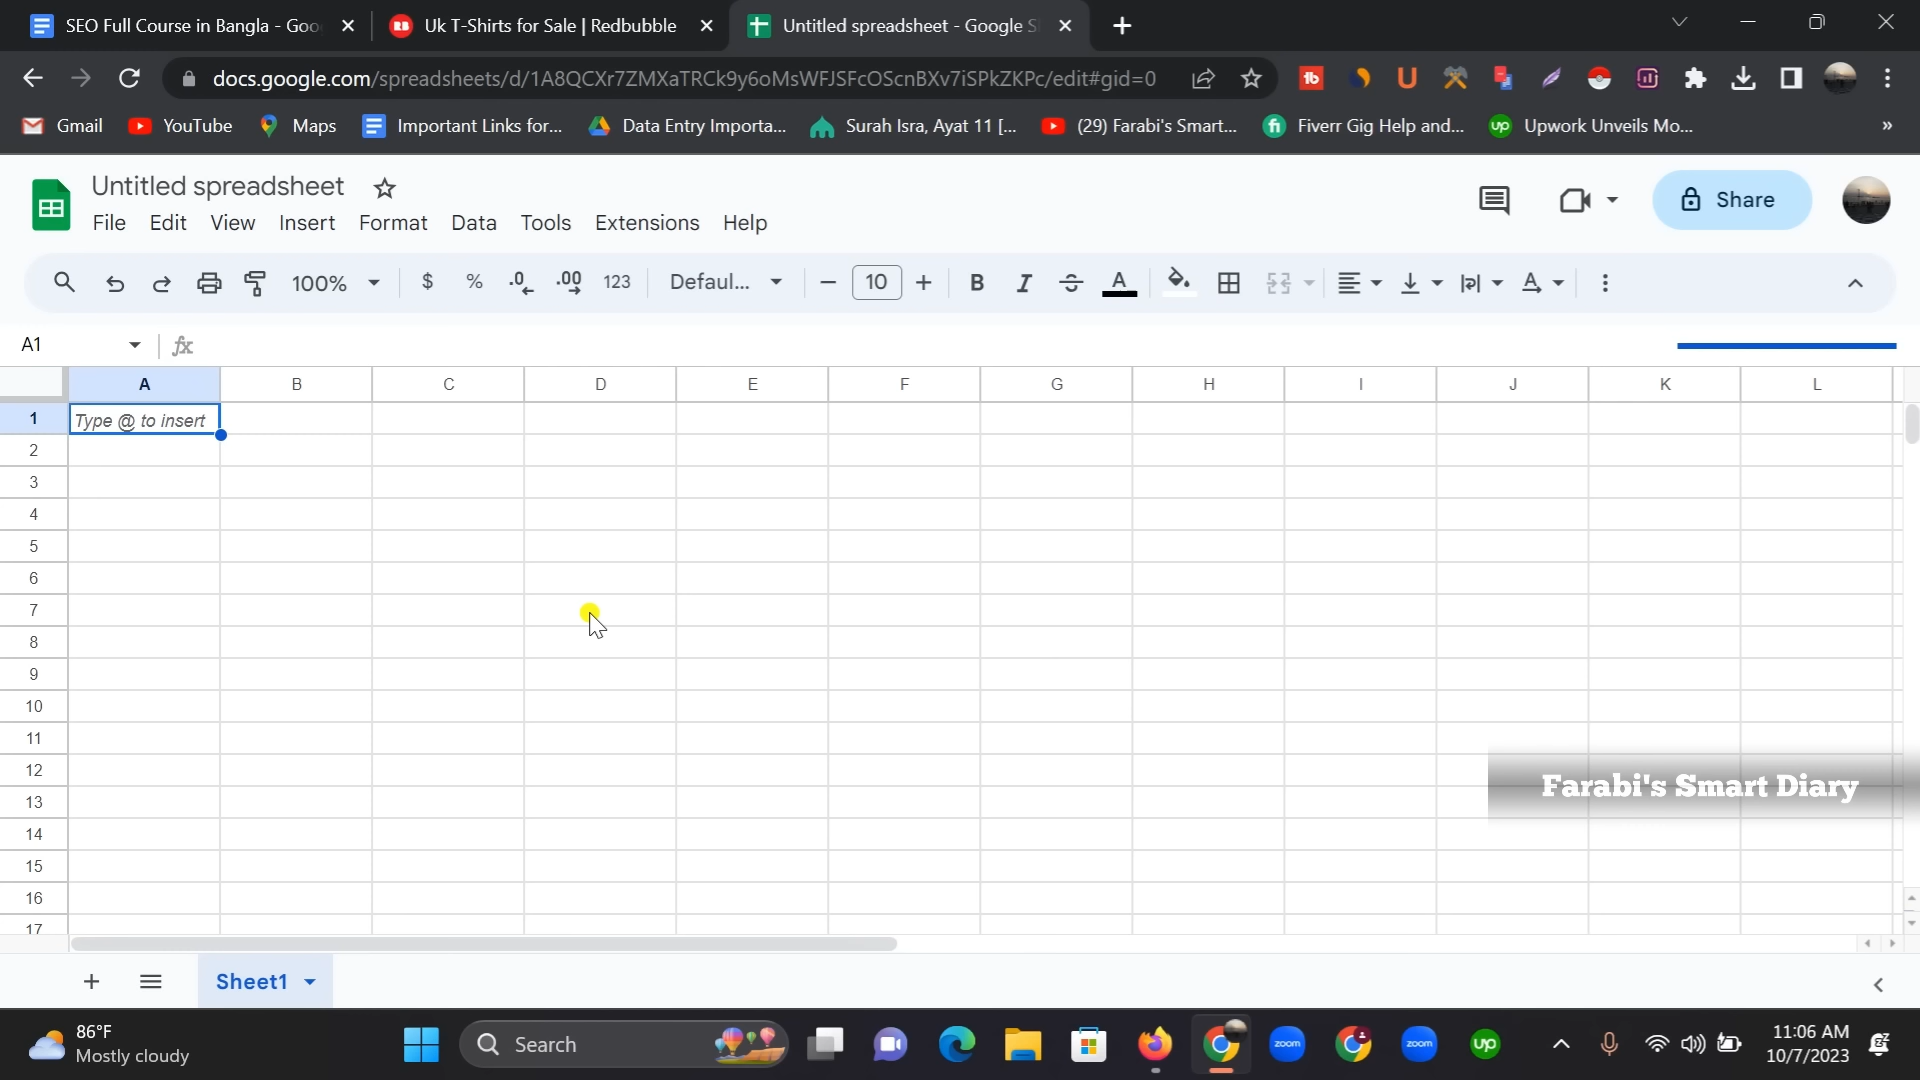 SEO Full Course in Bangla - Goo
Uk T-Shirts for Sale | Redbubble
Untitled spreadsheet - Google S
docs.google.com/spreadsheets/d/1A8QCXr7ZMXaTRCk9y6oMsWFJSFcOScnBXv7iSPkZKPc/edit#gid=0
Gmail
YouTube
Maps
Important Links for...
Data Entry Importa...
Surah Isra, Ayat 11 [...
(29) Farabi's Smart...
Fiverr Gig Help and...
Upwork Unveils Mo...
»
Untitled spreadsheet
File Edit View Insert Format Data Tools Extensions Help
Share
100% $ % .0 .00 123 Defaul... − 10 + B I S A
A1 fx
A B C D E F G H I J K L
1 Type @ to insert
2
3
4
5
6
7
8
9
10
11
12
13
14
15
16
17
Farabi's Smart Diary
Sheet1
86°F
Mostly cloudy
Search
zoom
zoom
up
11:06 AM
10/7/2023